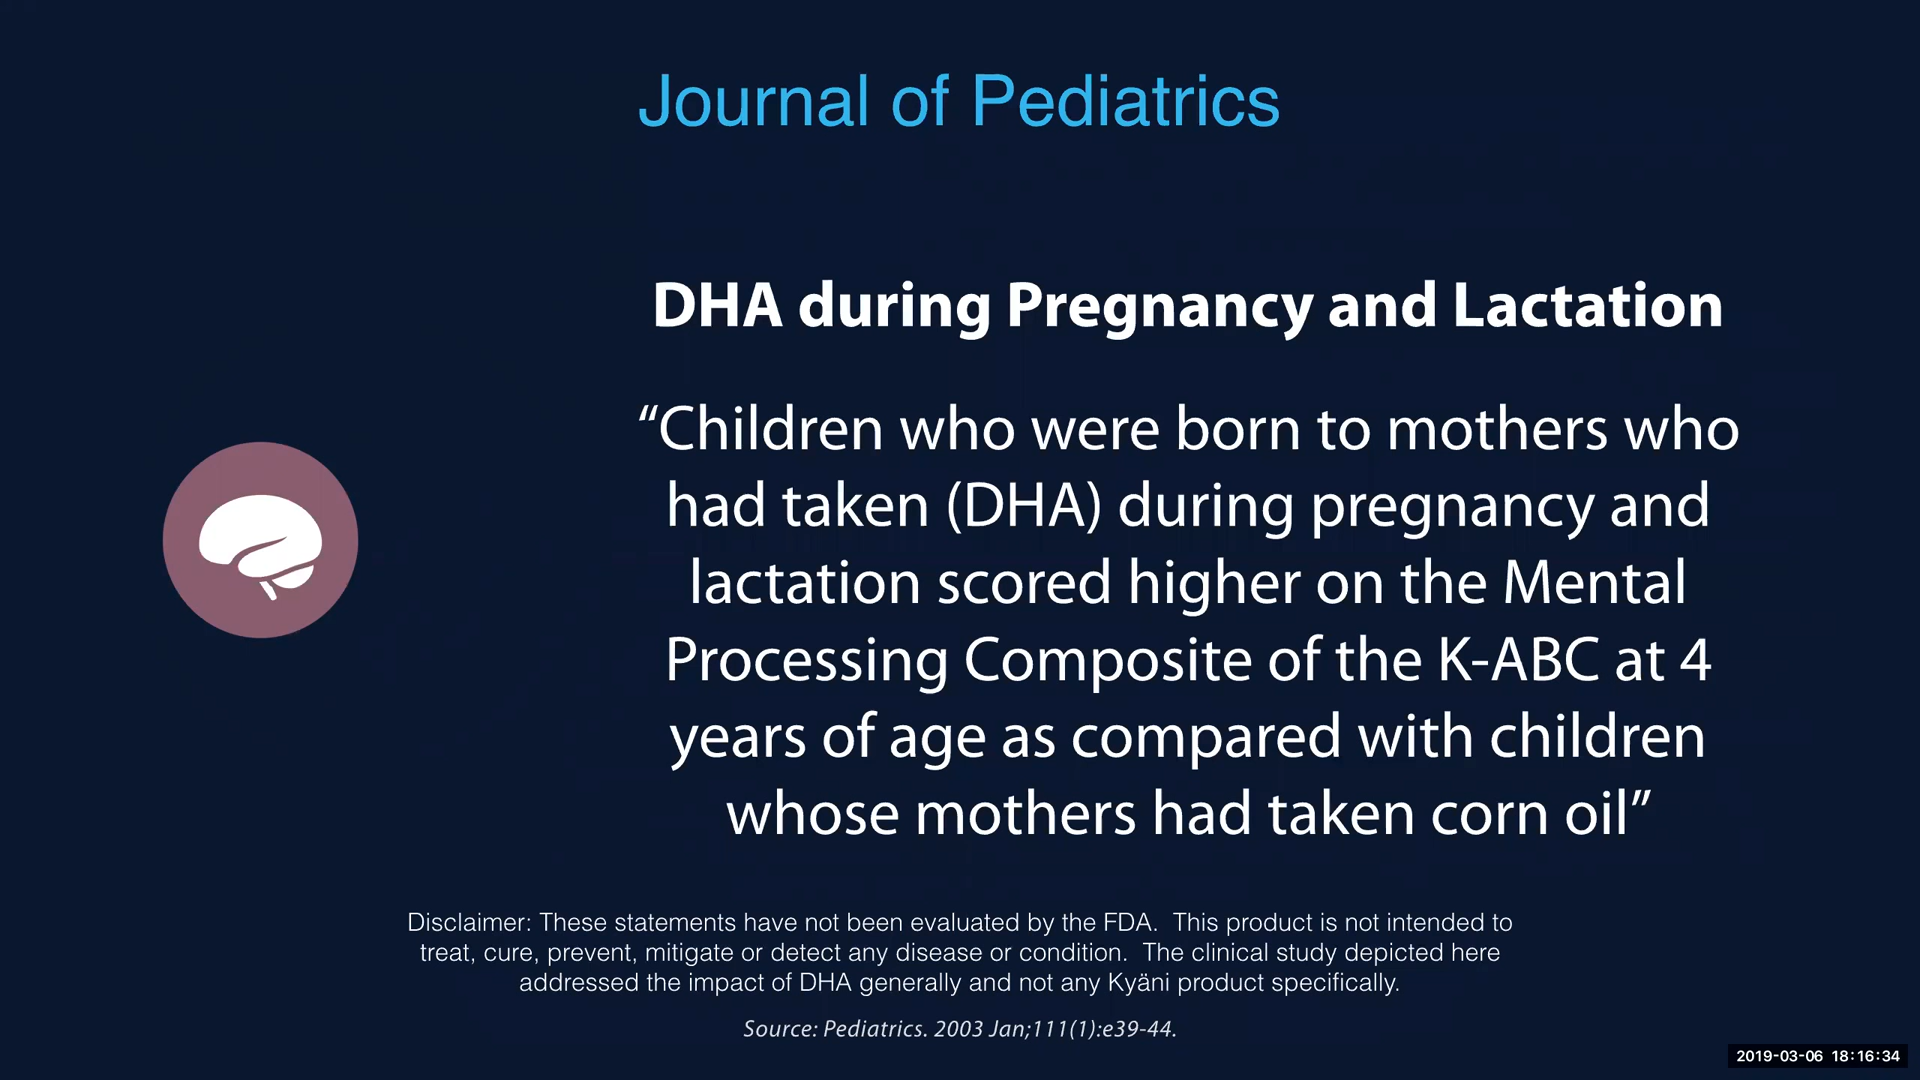 Journal of Pediatrics
DHA during Pregnancy and Lactation
“Children who were born to mothers who
had taken (DHA) during pregnancy and
lactation scored higher on the Mental
Processing Composite of the K-ABC at 4
years of age as compared with children
whose mothers had taken corn oil”
Disclaimer: These statements have not been evaluated by the FDA.  This product is not intended to
treat, cure, prevent, mitigate or detect any disease or condition.  The clinical study depicted here
addressed the impact of DHA generally and not any Kyäni product specifically.
Source: Pediatrics. 2003 Jan;111(1):e39-44.
2019-03-06 18:16:34